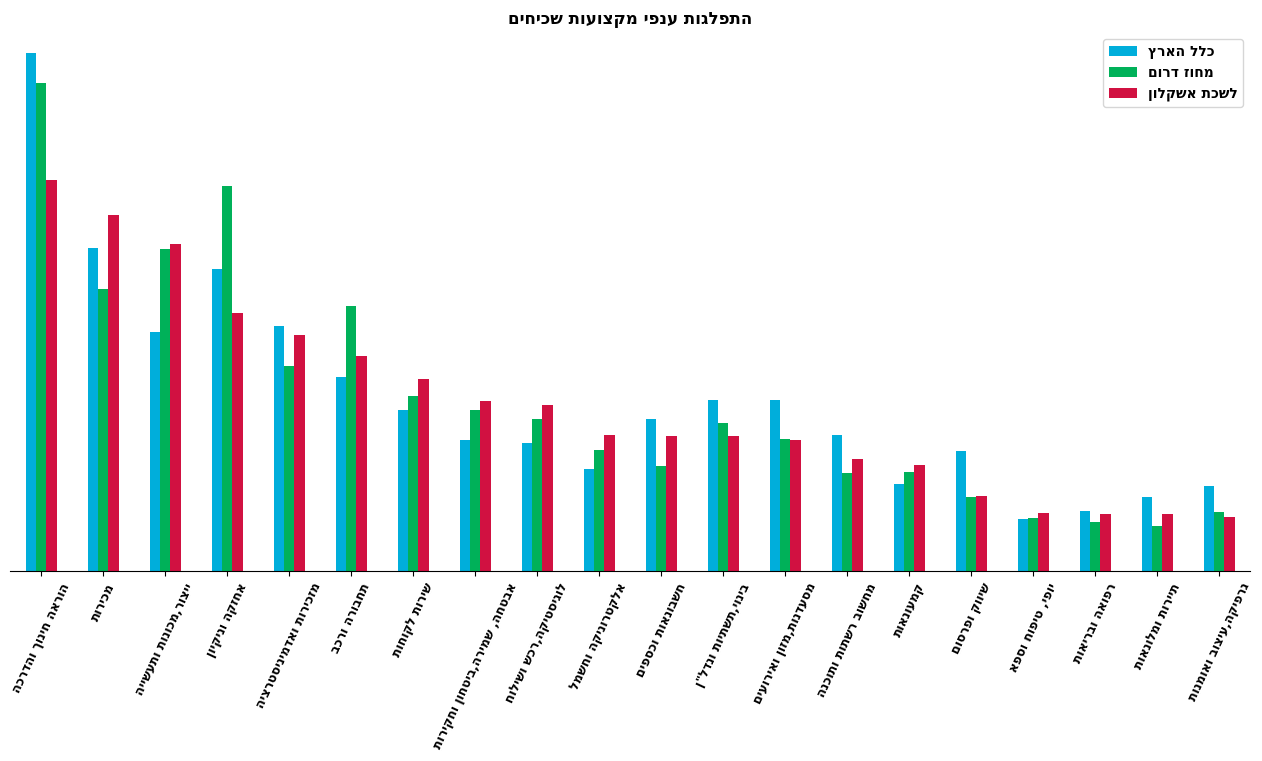 התפלגות ענפי מקצועות שכיחים
כלל הארץ
מחוז דרום
לשכת אשקלון
הוראה חינוך והדרכה
מכירות
ייצור,מכונות ותעשייה
אחזקה וניקיון
מזכירות ואדמיניסטרציה
תחבורה ורכב
שירות לקוחות
אבטחה, שמירה,ביטחון וחקירות
לוגיסטיקה,רכש ושילוח
אלקטרוניקה וחשמל
חשבונאות וכספים
בינוי,תשתיות ונדל"ן
מסעדנות,מזון ואירועים
מחשוב רשתות ותוכנה
קמעונאות
שיווק ופרסום
יופי, טיפוח וספא
רפואה ובריאות
תיירות ומלונאות
גרפיקה,עיצוב ואומנות